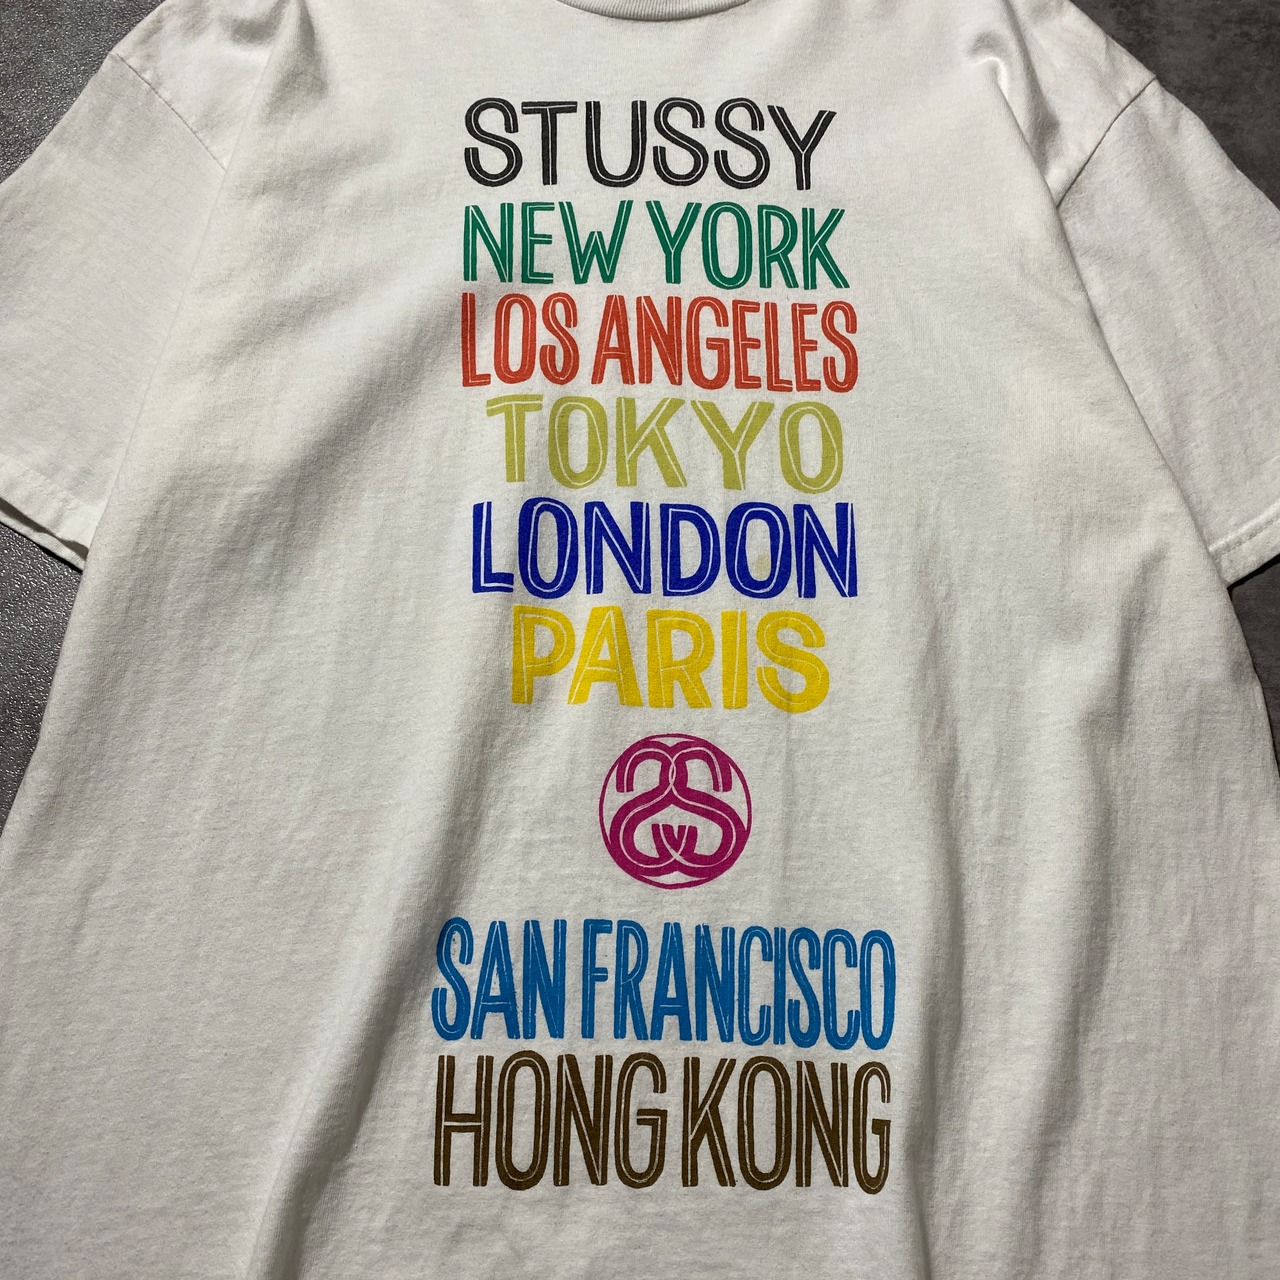 STUSSY
NEW YORK
LOS ANGELES
TOKYO
LONDON
PARIS
SAN FRANCISCO
HONG KONG